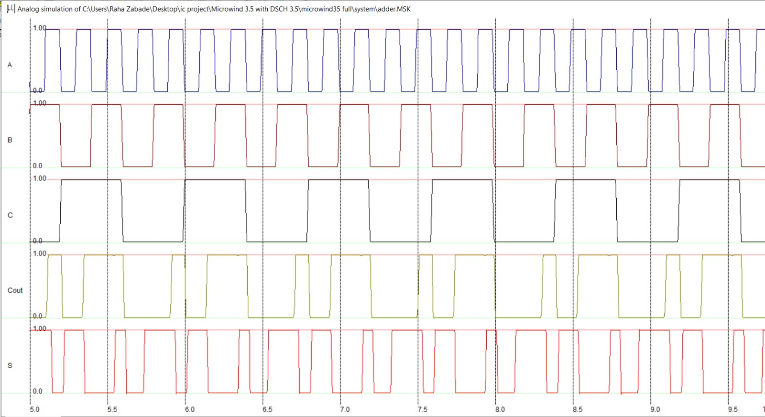 Analog simulation of C:\Users\Raha Zabade\Desktop\ic project\Microwind 3.5 with DSCH 3.5\microwind35 full\system\adder.MSK
1.00
A
0.0
1.00
B
0.0
1.00
C
0.0
1.00
Cout
0.0
1.00
S
0.0
5.0 5.5 6.0 6.5 7.0 7.5 8.0 8.5 9.0 9.5